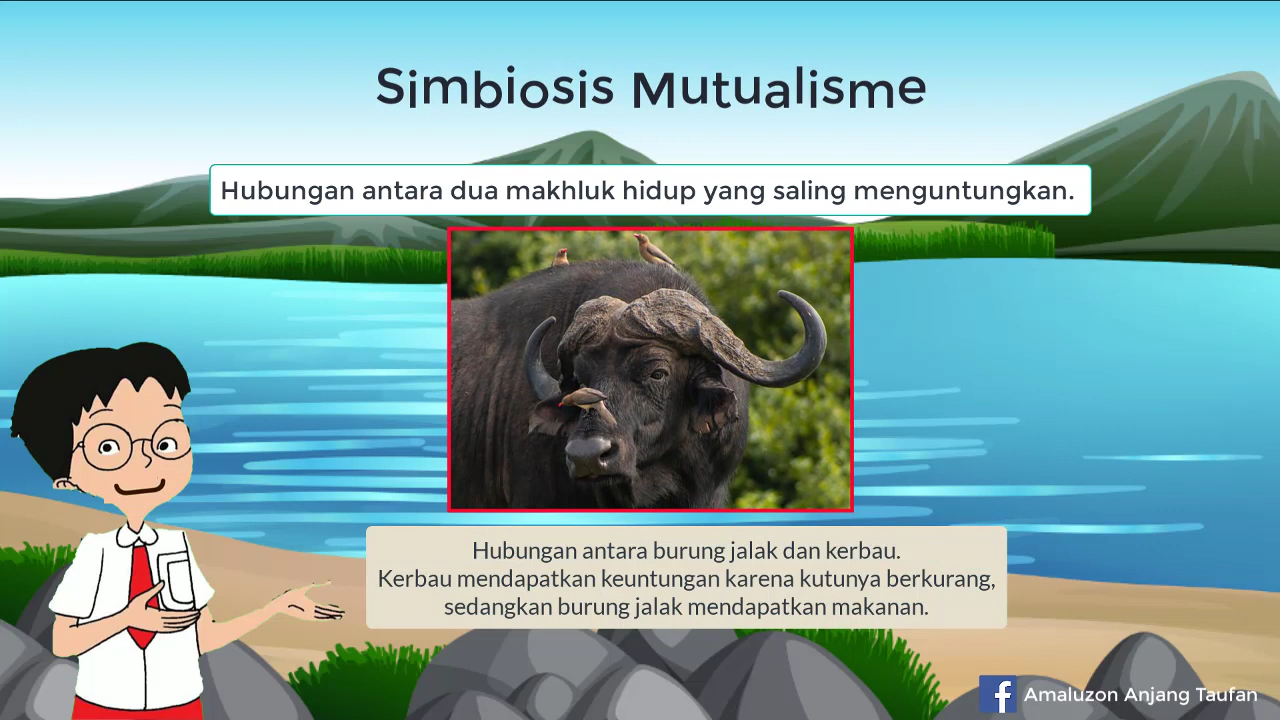 Simbiosis Mutualisme
Hubungan antara dua makhluk hidup yang saling menguntungkan.
Hubungan antara burung jalak dan kerbau.
Kerbau mendapatkan keuntungan karena kutunya berkurang,
sedangkan burung jalak mendapatkan makanan.
Amaluzon Anjang Taufan